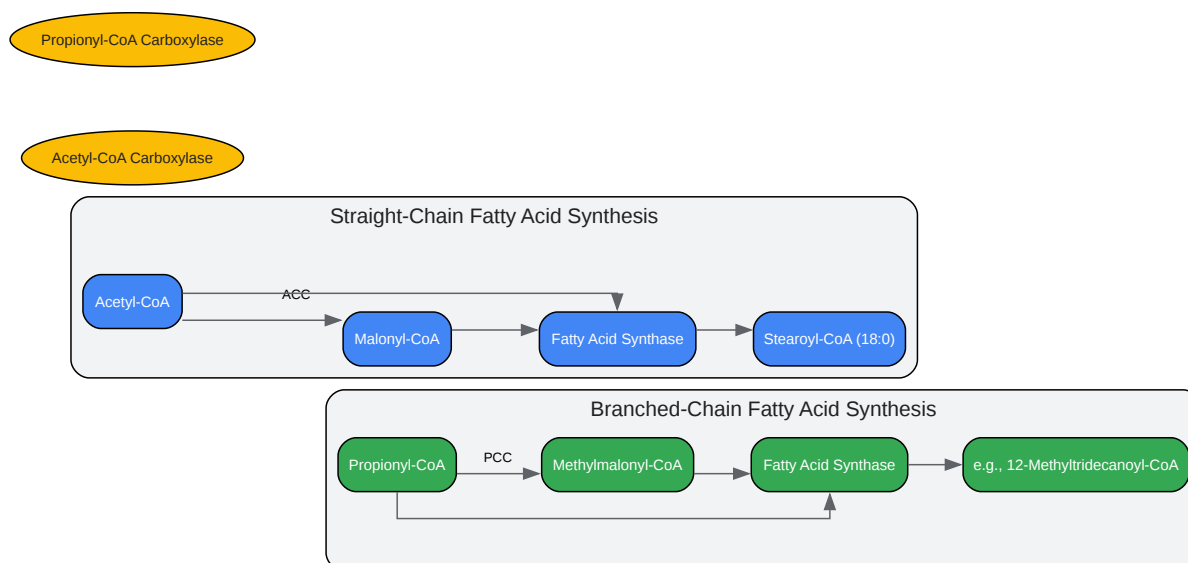 Propionyl-CoA Carboxylase
Acetyl-CoA Carboxylase
Straight-Chain Fatty Acid Synthesis
Acetyl-CoA
ACC
Malonyl-CoA
Fatty Acid Synthase
Stearoyl-CoA (18:0)
Branched-Chain Fatty Acid Synthesis
Propionyl-CoA
PCC
Methylmalonyl-CoA
Fatty Acid Synthase
e.g., 12-Methyltridecanoyl-CoA